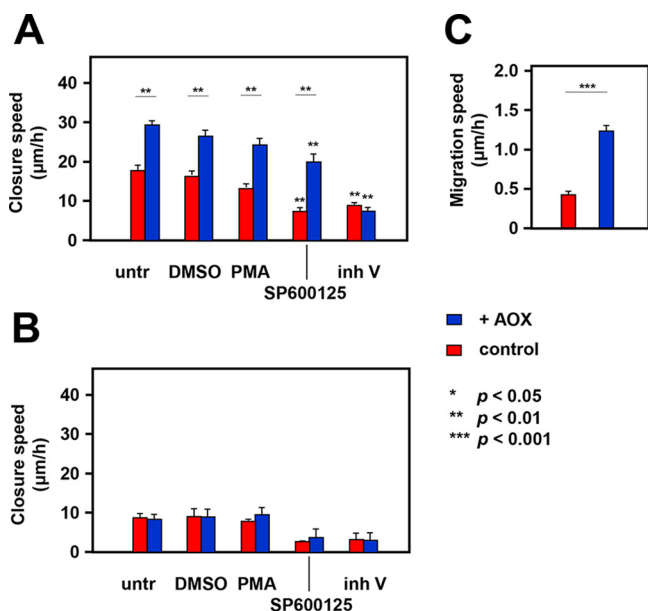 A
Closure speed
(µm/h)
40
30
20
10
0
** ** ** **
**
** ** **
untr DMSO PMA inh V
SP600125
C
Migration speed
(µm/h)
2.0
1.5
1.0
0.5
0
***
+ AOX
control
* p < 0.05
** p < 0.01
*** p < 0.001
B
Closure speed
(µm/h)
40
30
20
10
0
untr DMSO PMA inh V
SP600125